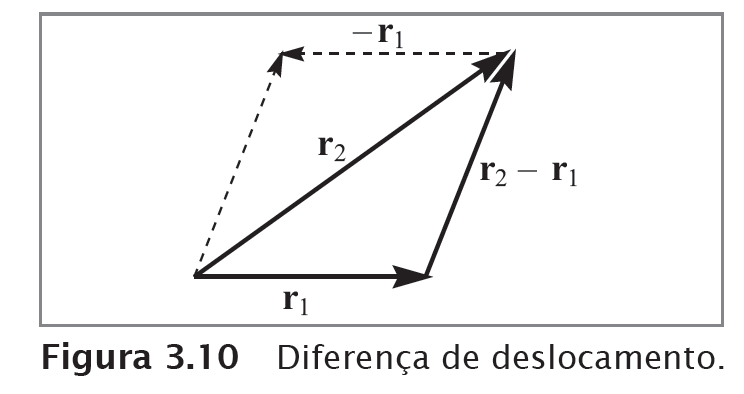 −r₁
r₂
r₂ − r₁
r₁
Figura 3.10 Diferença de deslocamento.